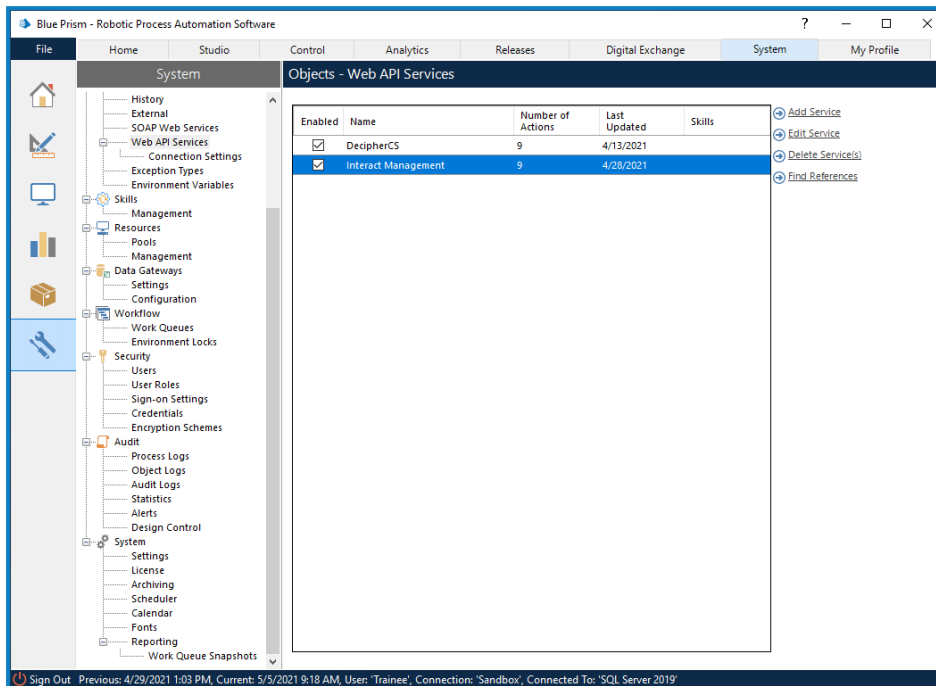 Blue Prism - Robotic Process Automation Software
?
File Home Studio Control Analytics Releases Digital Exchange System My Profile
System
Objects - Web API Services
History
External
SOAP Web Services
Web API Services
Connection Settings
Exception Types
Environment Variables
Skills
Management
Resources
Pools
Management
Data Gateways
Settings
Configuration
Workflow
Work Queues
Environment Locks
Security
Users
User Roles
Sign-on Settings
Credentials
Encryption Schemes
Audit
Process Logs
Object Logs
Audit Logs
Statistics
Alerts
Design Control
System
Settings
License
Archiving
Scheduler
Calendar
Fonts
Reporting
Work Queue Snapshots
Enabled Name Number of Actions Last Updated Skills
DecipherCS 9 4/13/2021
Interact Management 9 4/28/2021
Add Service
Edit Service
Delete Service(s)
Find References
Sign Out Previous: 4/29/2021 1:03 PM, Current: 5/5/2021 9:18 AM, User: 'Trainee', Connection: 'Sandbox', Connected To: 'SQL Server 2019'